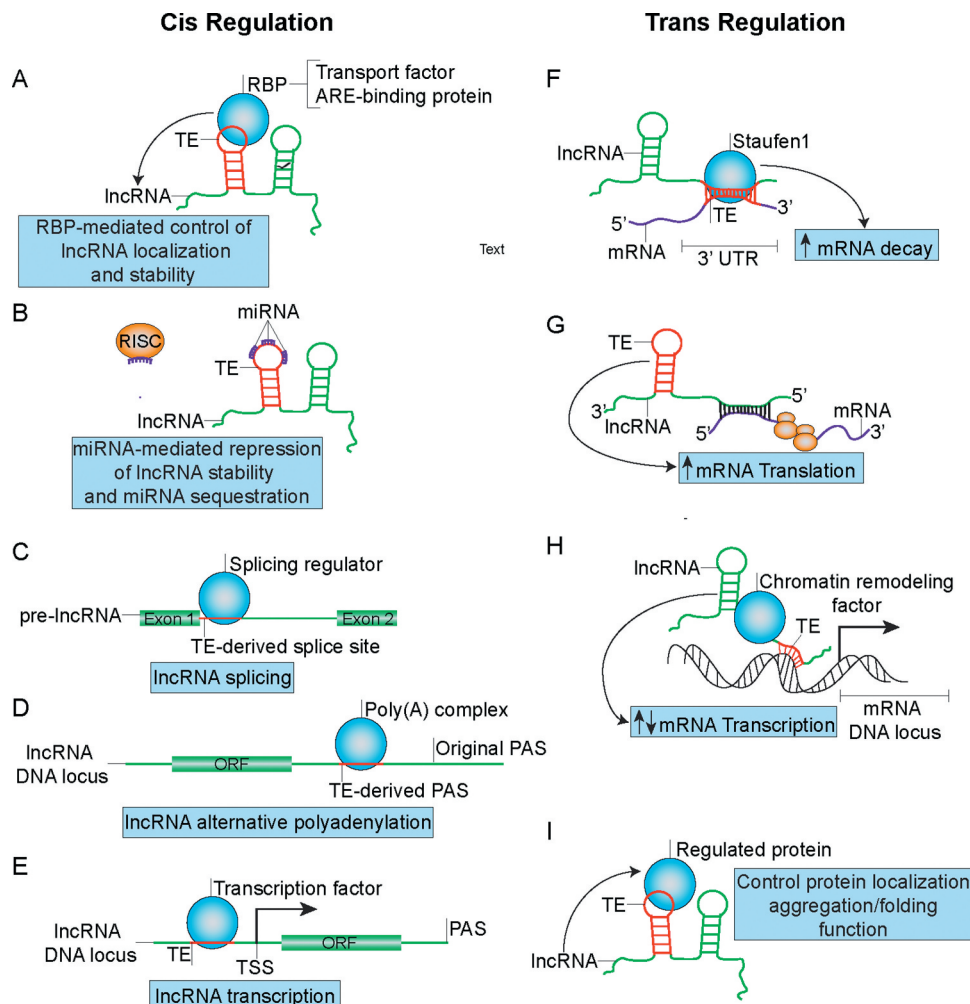 Cis Regulation
Trans Regulation
A
RBP
Transport factor
ARE-binding protein
TE
lncRNA
RBP-mediated control of
lncRNA localization
and stability
Text
B
RISC
miRNA
TE
lncRNA
miRNA-mediated repression
of lncRNA stability
and miRNA sequestration
C
Splicing regulator
pre-lncRNA
Exon 1
Exon 2
TE-derived splice site
lncRNA splicing
D
Poly(A) complex
Original PAS
lncRNA
DNA locus
ORF
TE-derived PAS
lncRNA alternative polyadenylation
E
Transcription factor
lncRNA
DNA locus
PAS
TE
TSS
ORF
lncRNA transcription
F
lncRNA
Staufen1
TE
5’
3’
mRNA
3’ UTR
mRNA decay
G
TE
3’
5’
lncRNA
mRNA
3’
5’
mRNA Translation
H
lncRNA
Chromatin remodeling
factor
TE
mRNA Transcription
mRNA
DNA locus
I
Regulated protein
TE
Control protein localization
aggregation/folding
function
lncRNA